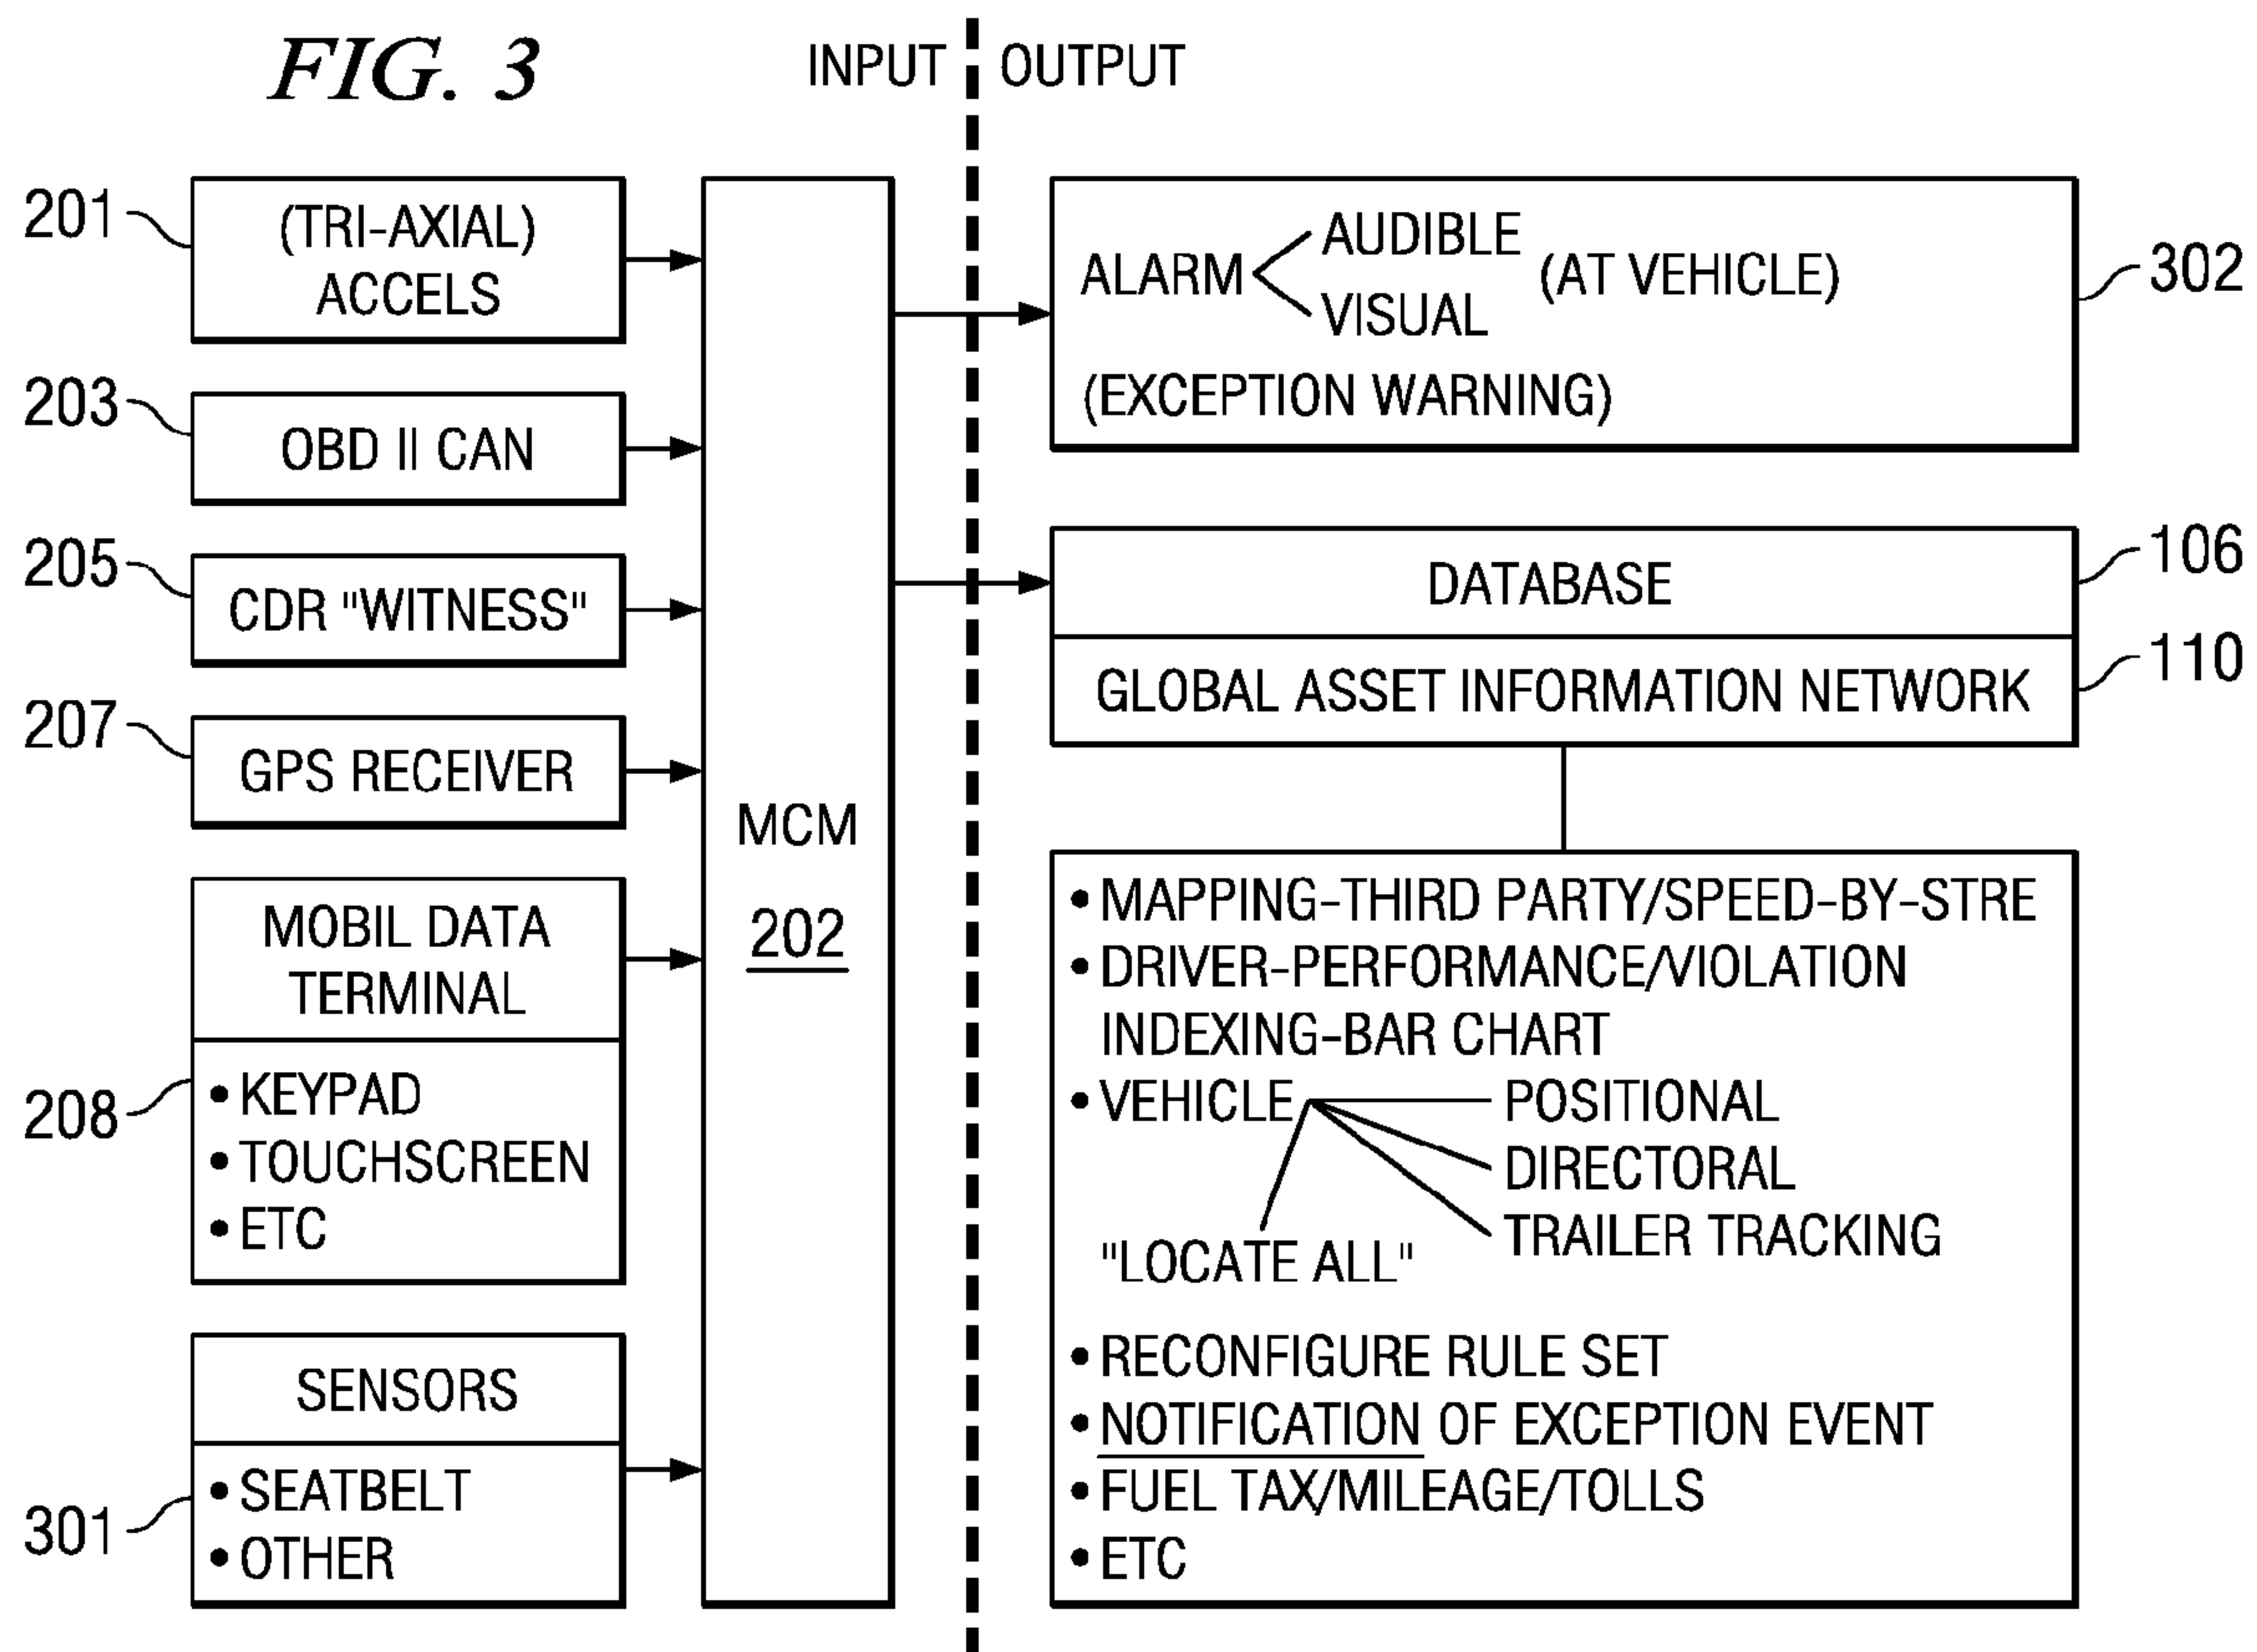 FIG. 3
INPUT
OUTPUT
201
(TRI-AXIAL)
ACCELS
203
OBD II CAN
205
CDR "WITNESS"
207
GPS RECEIVER
MOBIL DATA
TERMINAL
208
• KEYPAD
• TOUCHSCREEN
• ETC
SENSORS
301
• SEATBELT
• OTHER
MCM
202
ALARM
AUDIBLE
VISUAL
(AT VEHICLE)
(EXCEPTION WARNING)
302
DATABASE
106
GLOBAL ASSET INFORMATION NETWORK
110
• MAPPING-THIRD PARTY/SPEED-BY-STRE
• DRIVER-PERFORMANCE/VIOLATION
INDEXING-BAR CHART
• VEHICLE
POSITIONAL
DIRECTORAL
TRAILER TRACKING
"LOCATE ALL"
• RECONFIGURE RULE SET
• NOTIFICATION OF EXCEPTION EVENT
• FUEL TAX/MILEAGE/TOLLS
• ETC